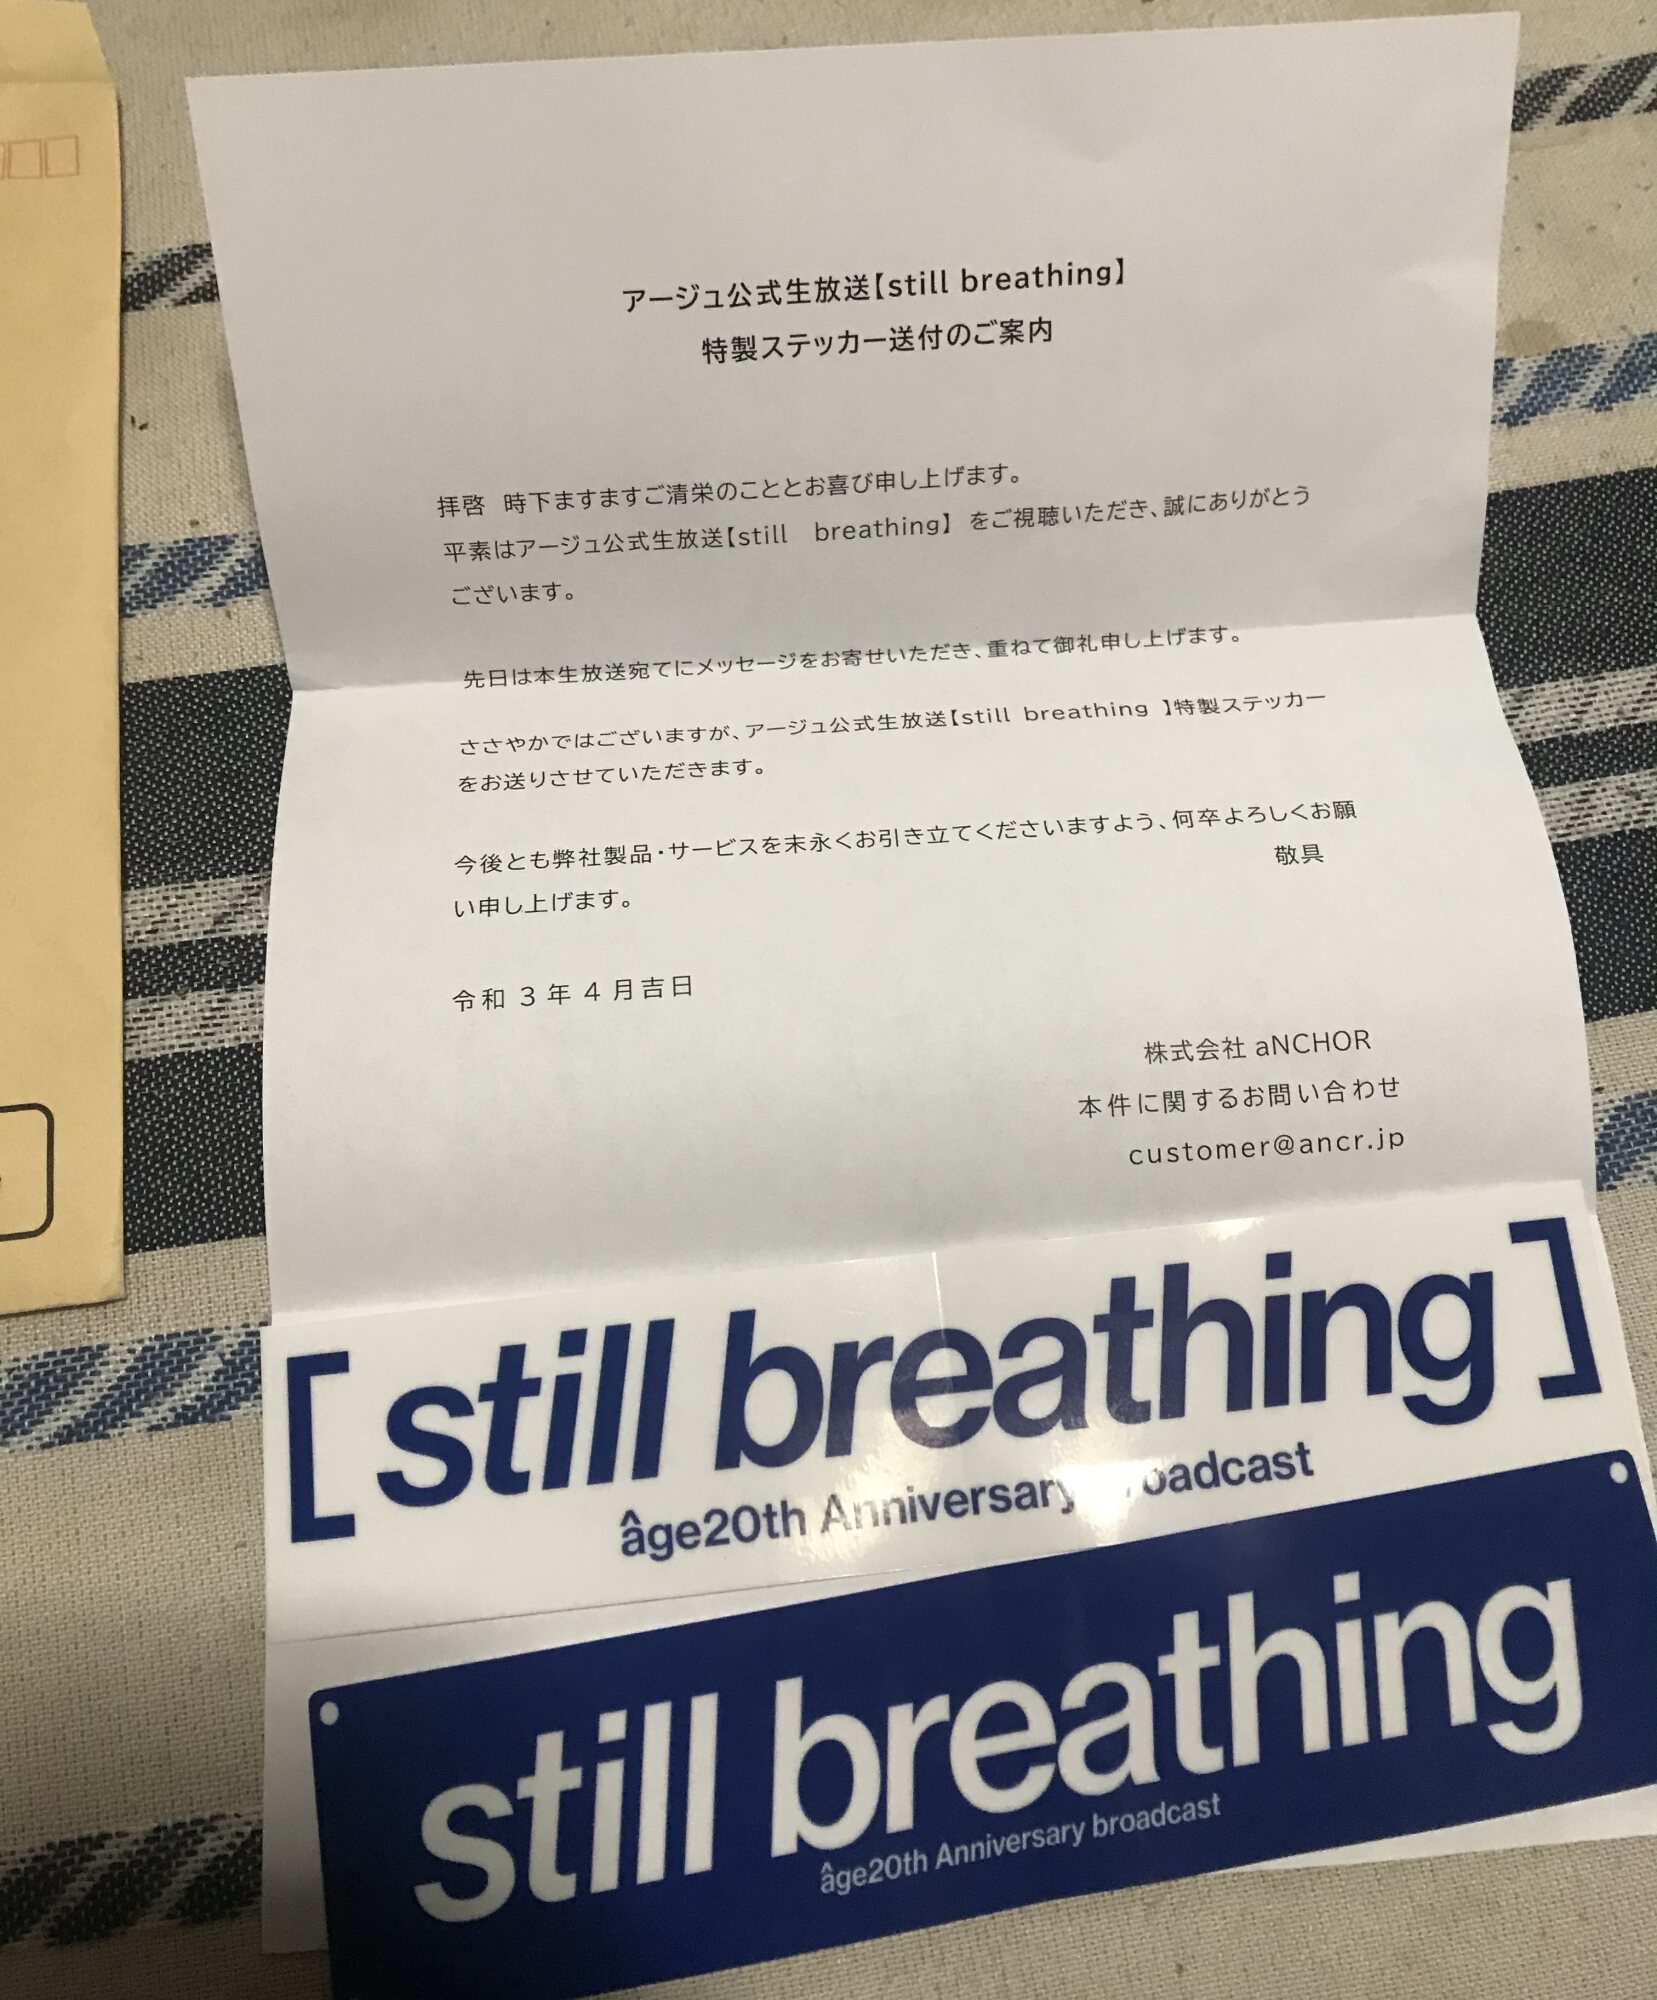 アージュ公式生放送【still breathing】
特製ステッカー送付のご案内
拝啓　時下ますますご清栄のこととお喜び申し上げます。
平素はアージュ公式生放送【still　breathing】 をご視聴いただき、誠にありがとう
ございます。
先日は本生放送宛てにメッセージをお寄せいただき、重ねて御礼申し上げます。
ささやかではございますが、アージュ公式生放送【still breathing 】特製ステッカー
をお送りさせていただきます。
今後とも弊社製品・サービスを末永くお引き立てくださいますよう、何卒よろしくお願
い申し上げます。
敬具
令和 3 年 4 月吉日
株式会社 aNCHOR
本件に関するお問い合わせ
customer@ancr.jp
[ still breathing ]
âge20th Anniversary broadcast
still breathing
âge20th Anniversary broadcast